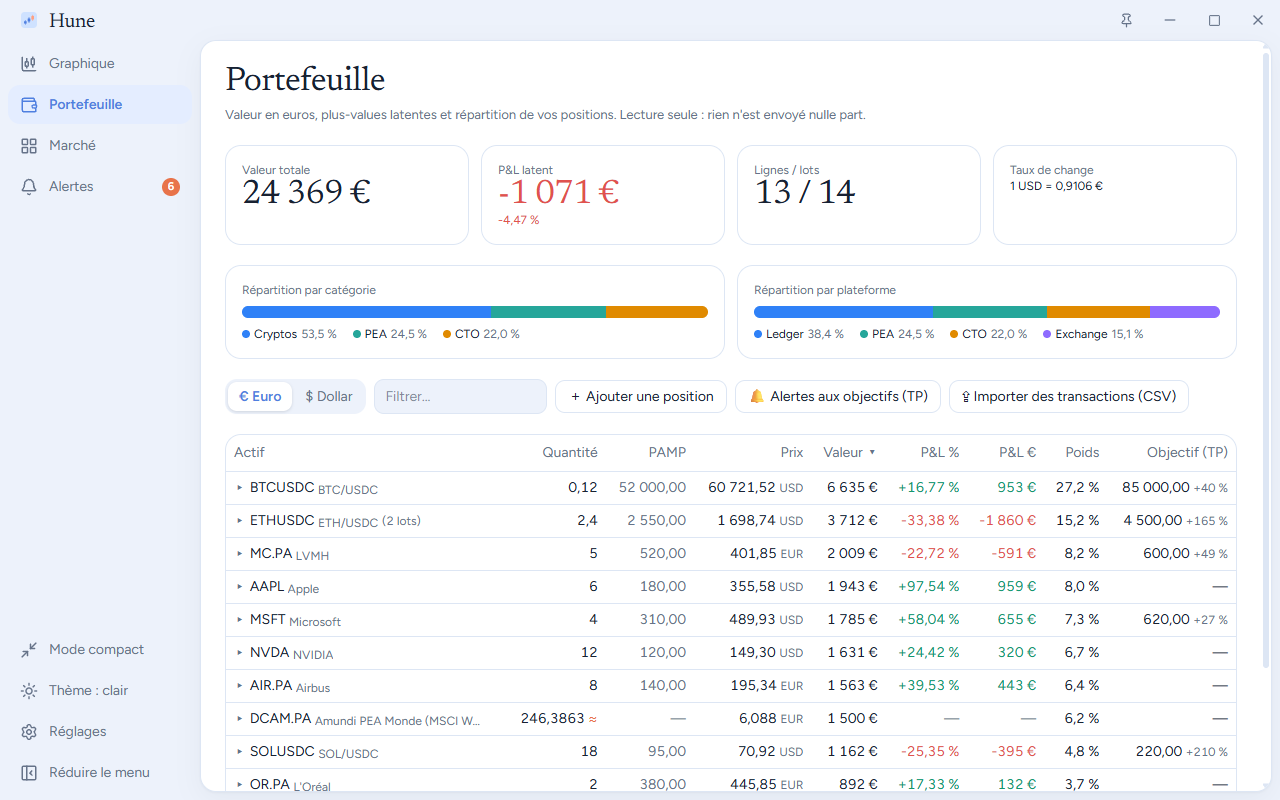 Hune
Graphique
Portefeuille
Marché
Alertes 6
Mode compact
Thème : clair
Réglages
Réduire le menu
Portefeuille
Valeur en euros, plus-values latentes et répartition de vos positions. Lecture seule : rien n'est envoyé nulle part.
Valeur totale
24 369 €
P&L latent
-1 071 €
-4,47 %
Lignes / lots
13 / 14
Taux de change
1 USD = 0,9106 €
Répartition par catégorie
Cryptos 53,5 % PEA 24,5 % CTO 22,0 %
Répartition par plateforme
Ledger 38,4 % PEA 24,5 % CTO 22,0 % Exchange 15,1 %
€ Euro $ Dollar Filtrer... + Ajouter une position Alertes aux objectifs (TP) ⇪ Importer des transactions (CSV)
Actif Quantité PAMP Prix Valeur ▼ P&L % P&L € Poids Objectif (TP)
▸ BTCUSDC BTC/USDC 0,12 52 000,00 60 721,52 USD 6 635 € +16,77 % 953 € 27,2 % 85 000,00 +40 %
▸ ETHUSDC ETH/USDC (2 lots) 2,4 2 550,00 1 698,74 USD 3 712 € -33,38 % -1 860 € 15,2 % 4 500,00 +165 %
▸ MC.PA LVMH 5 520,00 401,85 EUR 2 009 € -22,72 % -591 € 8,2 % 600,00 +49 %
▸ AAPL Apple 6 180,00 355,58 USD 1 943 € +97,54 % 959 € 8,0 % —
▸ MSFT Microsoft 4 310,00 489,93 USD 1 785 € +58,04 % 655 € 7,3 % 620,00 +27 %
▸ NVDA NVIDIA 12 120,00 149,30 USD 1 631 € +24,42 % 320 € 6,7 % —
▸ AIR.PA Airbus 8 140,00 195,34 EUR 1 563 € +39,53 % 443 € 6,4 % —
▸ DCAM.PA Amundi PEA Monde (MSCI W... 246,3863 ≈ — 6,088 EUR 1 500 € — — 6,2 % —
▸ SOLUSDC SOL/USDC 18 95,00 70,92 USD 1 162 € -25,35 % -395 € 4,8 % 220,00 +210 %
▸ OR.PA L'Oréal 2 380,00 445,85 EUR 892 € +17,33 % 132 € 3,7 % —